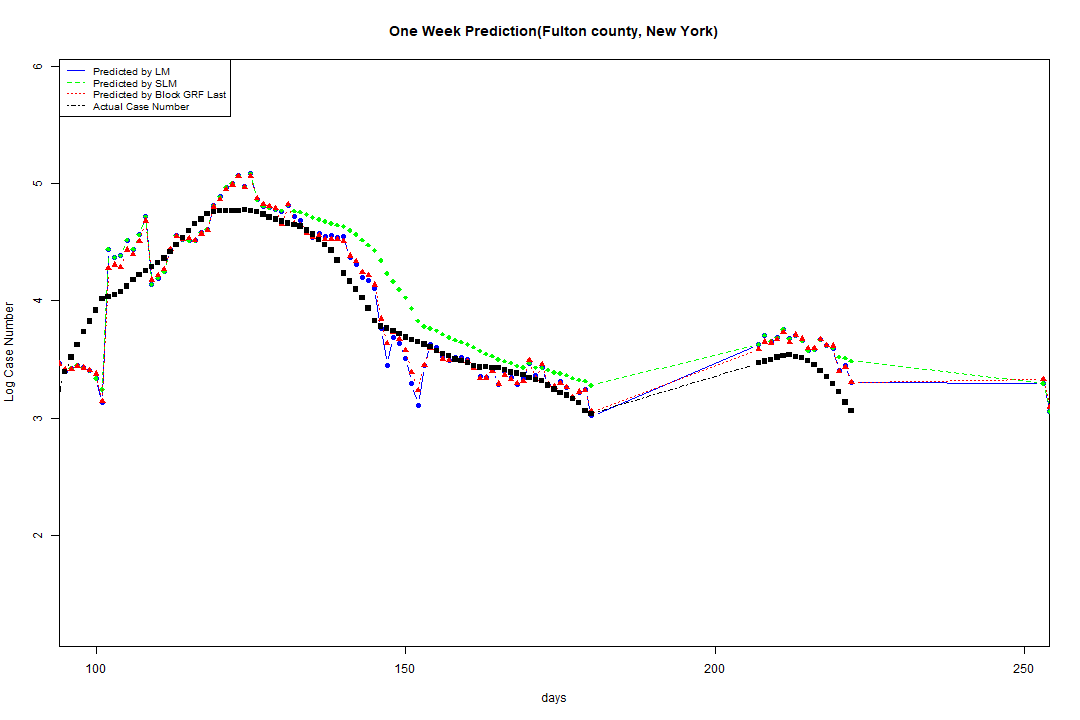 One Week Prediction(Fulton county, New York)
Predicted by LM
Predicted by SLM
Predicted by Block GRF Last
Actual Case Number
6
5
4
3
2
Log Case Number
100
150
200
250
days